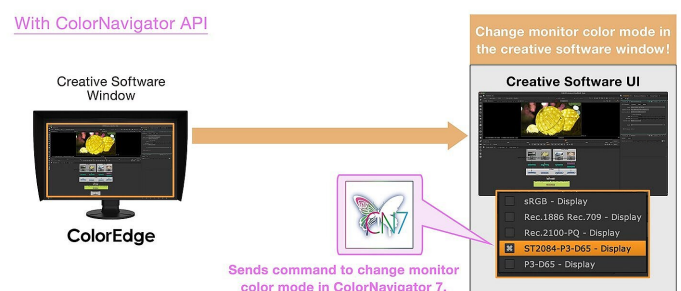 With ColorNavigator API
Change monitor color mode in
the creative software window!
Creative Software
Window
Creative Software UI
ColorEdge
CN7
sRGB - Display
Rec.1886 Rec.709 - Display
Rec.2100-PQ - Display
ST2084-P3-D65 - Display
P3-D65 - Display
Sends command to change monitor
color mode in ColorNavigator 7.